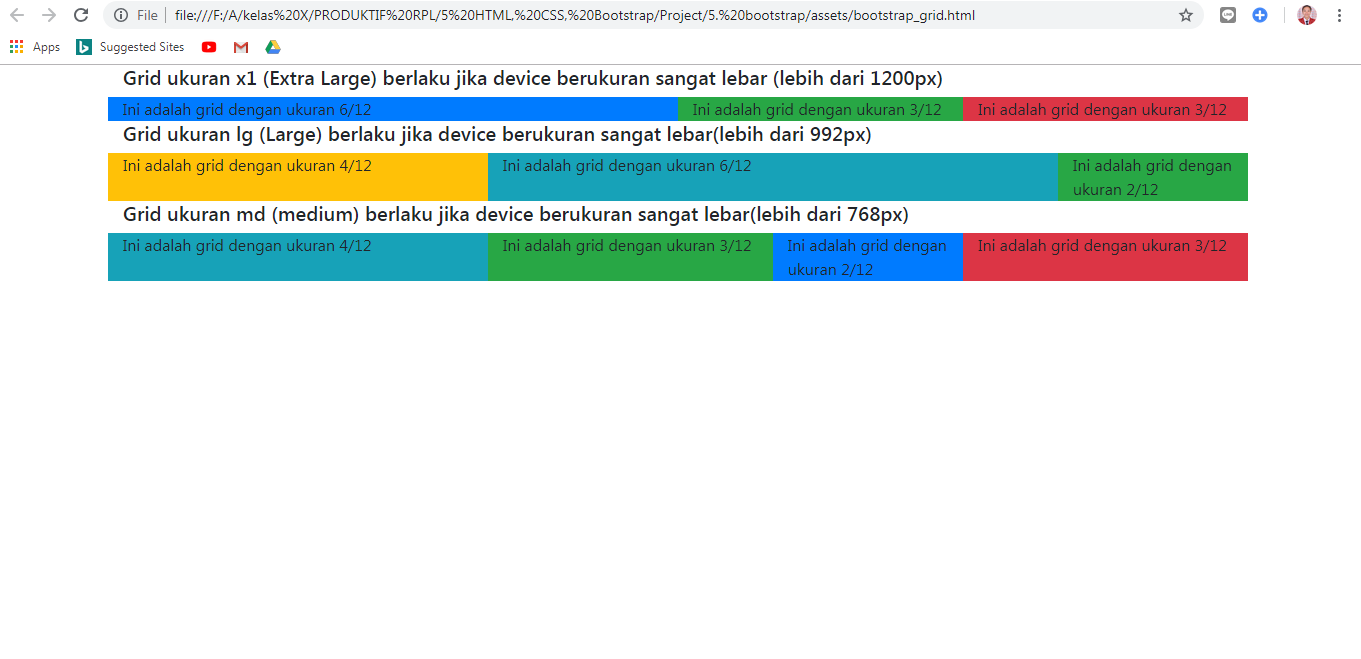 File
file:///F:/A/kelas%20X/PRODUKTIF%20RPL/5%20HTML,%20CSS,%20Bootstrap/Project/5.%20bootstrap/assets/bootstrap_grid.html
Apps
Suggested Sites
Grid ukuran x1 (Extra Large) berlaku jika device berukuran sangat lebar (lebih dari 1200px)
Ini adalah grid dengan ukuran 6/12
Ini adalah grid dengan ukuran 3/12
Ini adalah grid dengan ukuran 3/12
Grid ukuran lg (Large) berlaku jika device berukuran sangat lebar(lebih dari 992px)
Ini adalah grid dengan ukuran 4/12
Ini adalah grid dengan ukuran 6/12
Ini adalah grid dengan
ukuran 2/12
Grid ukuran md (medium) berlaku jika device berukuran sangat lebar(lebih dari 768px)
Ini adalah grid dengan ukuran 4/12
Ini adalah grid dengan ukuran 3/12
Ini adalah grid dengan
ukuran 2/12
Ini adalah grid dengan ukuran 3/12